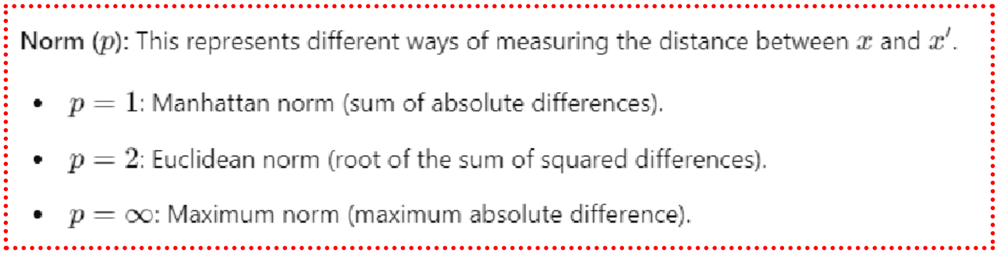 Norm (p): This represents different ways of measuring the distance between x and x′.
• p = 1: Manhattan norm (sum of absolute differences).
• p = 2: Euclidean norm (root of the sum of squared differences).
• p = ∞: Maximum norm (maximum absolute difference).